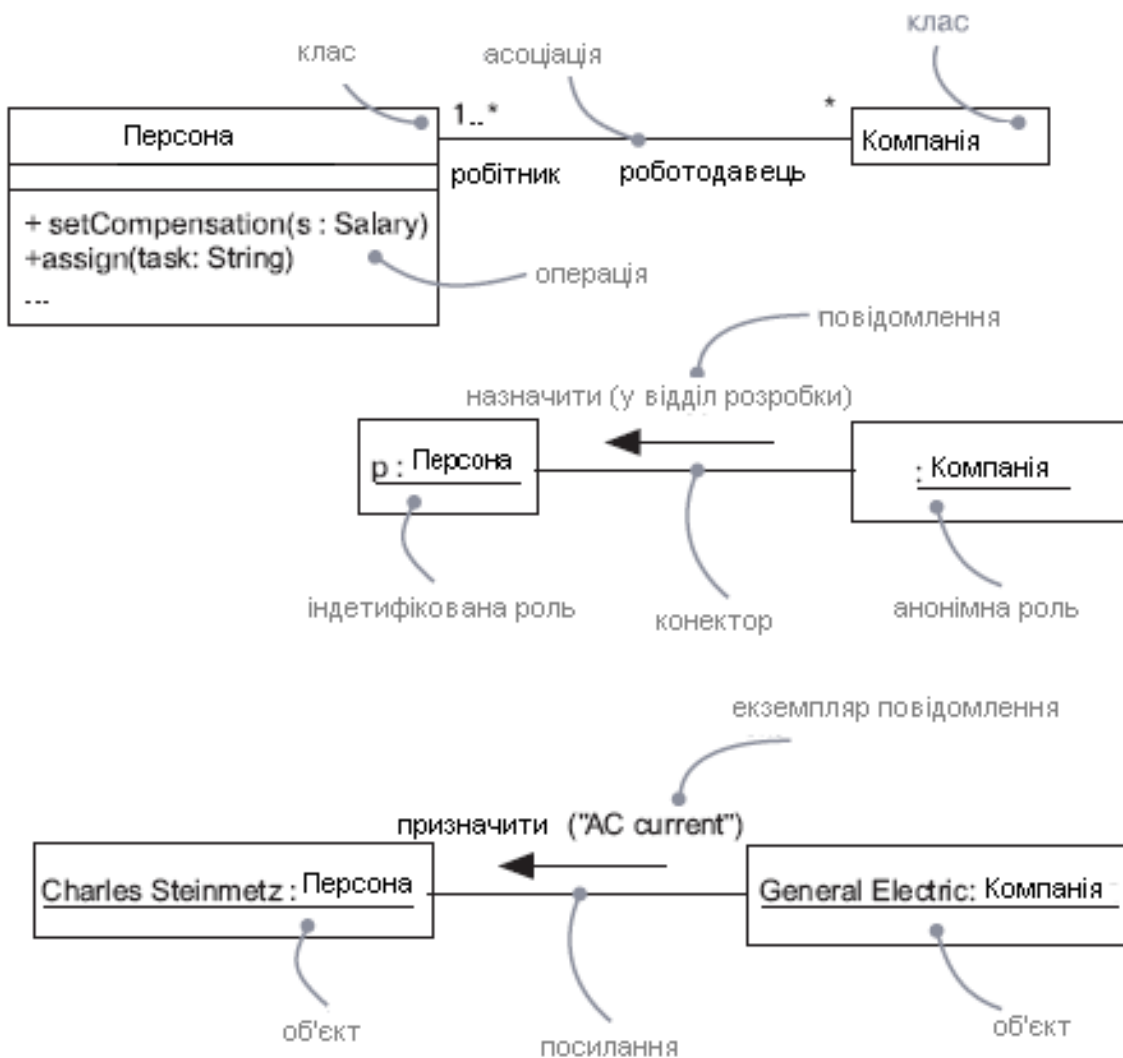 клас
клас
асоціація
Персона
1..*
*
Компанія
робітник
роботодавець
+ setCompensation(s : Salary)
+assign(task: String)
...
операція
повідомлення
назначити (у відділ розробки)
p : Персона
: Компанія
індетифікована роль
конектор
анонімна роль
екземпляр повідомлення
призначити ("AC current")
Charles Steinmetz : Персона
General Electric: Компанія
об'єкт
посилання
об'єкт